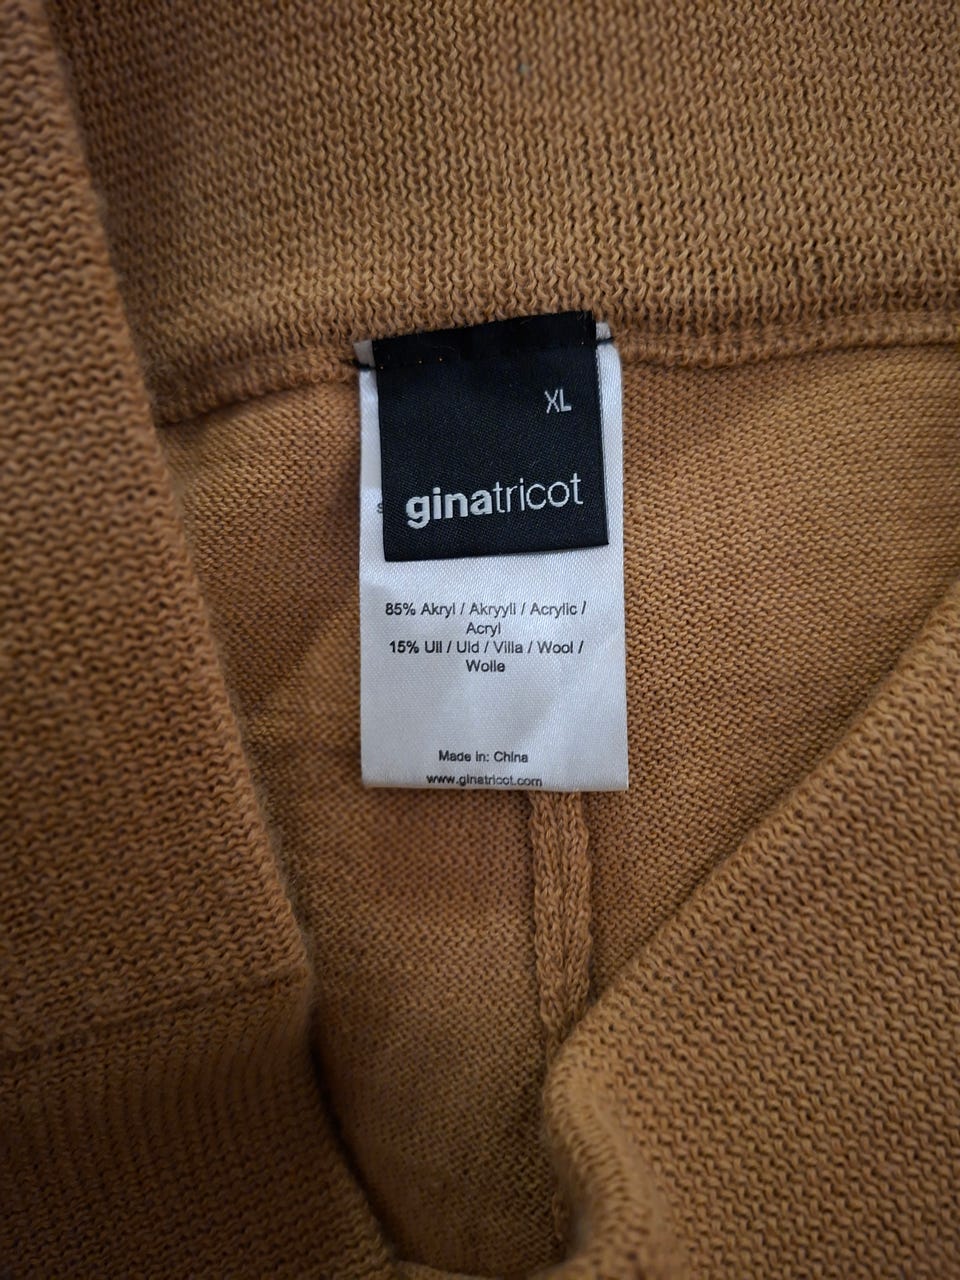 XL
ginatricot
85% Akryl / Akryyli / Acrylic /
Acryl
15% Ull / Uld / Villa / Wool /
Wolle
Made in: China
www.ginatricot.com